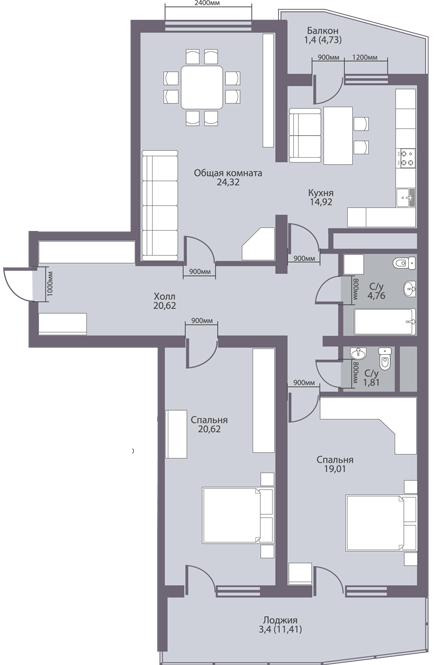 2400мм
Балкон
1,4 (4,73)
900мм 1200мм
Общая комната
24,32
Кухня
14,92
900мм
900мм
1000мм
Холл
20,62
800мм
С/у
4,76
900мм
800мм
С/у
1,81
900мм
Спальня
20,62
Спальня
19,01
Лоджия
3,4 (11,41)